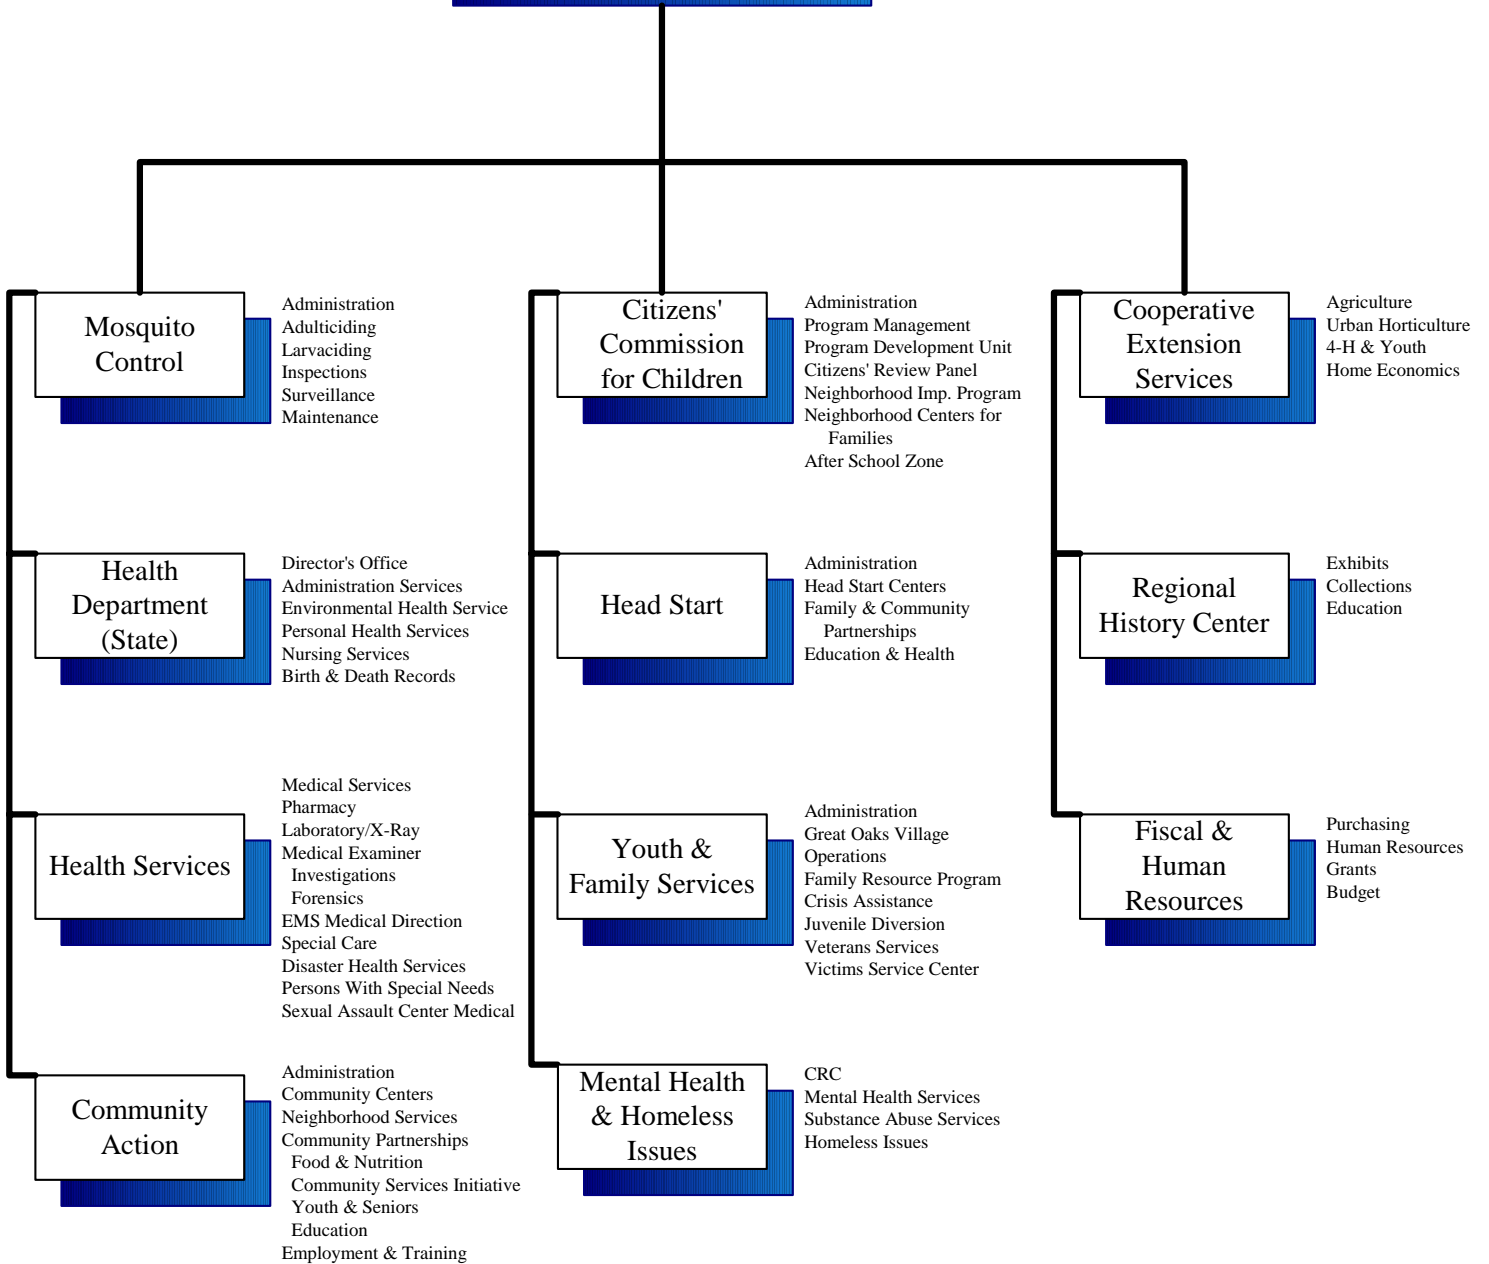 Mosquito
Control
Administration
Adulticiding
Larvaciding
Inspections
Surveillance
Maintenance
Citizens'
Commission
for Children
Administration
Program Management
Program Development Unit
Citizens' Review Panel
Neighborhood Imp. Program
Neighborhood Centers for
Families
After School Zone
Cooperative
Extension
Services
Agriculture
Urban Horticulture
4-H & Youth
Home Economics
Health
Department
(State)
Director's Office
Administration Services
Environmental Health Service
Personal Health Services
Nursing Services
Birth & Death Records
Head Start
Administration
Head Start Centers
Family & Community
Partnerships
Education & Health
Regional
History Center
Exhibits
Collections
Education
Health Services
Medical Services
Pharmacy
Laboratory/X-Ray
Medical Examiner
Investigations
Forensics
EMS Medical Direction
Special Care
Disaster Health Services
Persons With Special Needs
Sexual Assault Center Medical
Youth &
Family Services
Administration
Great Oaks Village
Operations
Family Resource Program
Crisis Assistance
Juvenile Diversion
Veterans Services
Victims Service Center
Fiscal &
Human
Resources
Purchasing
Human Resources
Grants
Budget
Community
Action
Administration
Community Centers
Neighborhood Services
Community Partnerships
Food & Nutrition
Community Services Initiative
Youth & Seniors
Education
Employment & Training
Mental Health
& Homeless
Issues
CRC
Mental Health Services
Substance Abuse Services
Homeless Issues